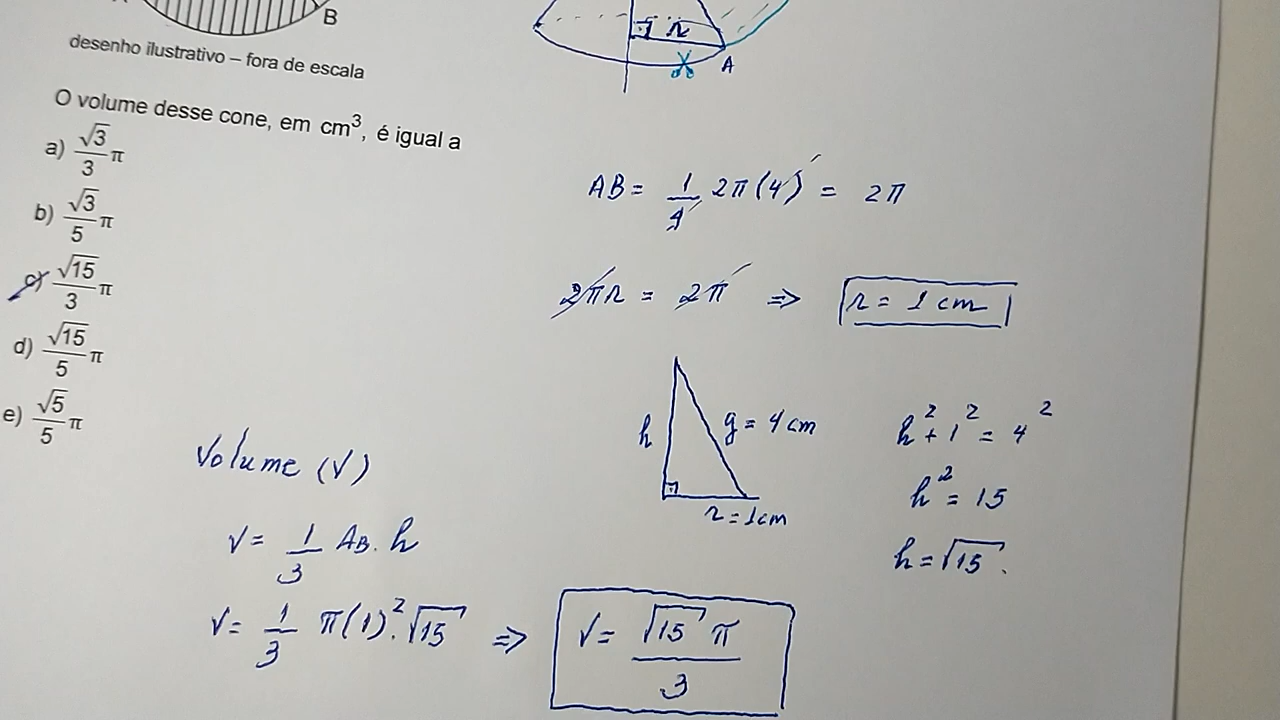 B
desenho ilustrativo – fora de escala
O volume desse cone, em cm³, é igual a
a) √3/3 π
b) √3/5 π
c) √15/3 π
d) √15/5 π
e) √5/5 π
r
A
AB = 1/4 2π(4) = 2π
2πr = 2π ⇒ r = 1 cm
h
g = 4 cm
r = 1 cm
h² + 1² = 4²
h² = 15
h = √15.
Volume (V)
V = 1/3 AB. h
V = 1/3 π(1)².√15 ⇒ V = √15 π/3